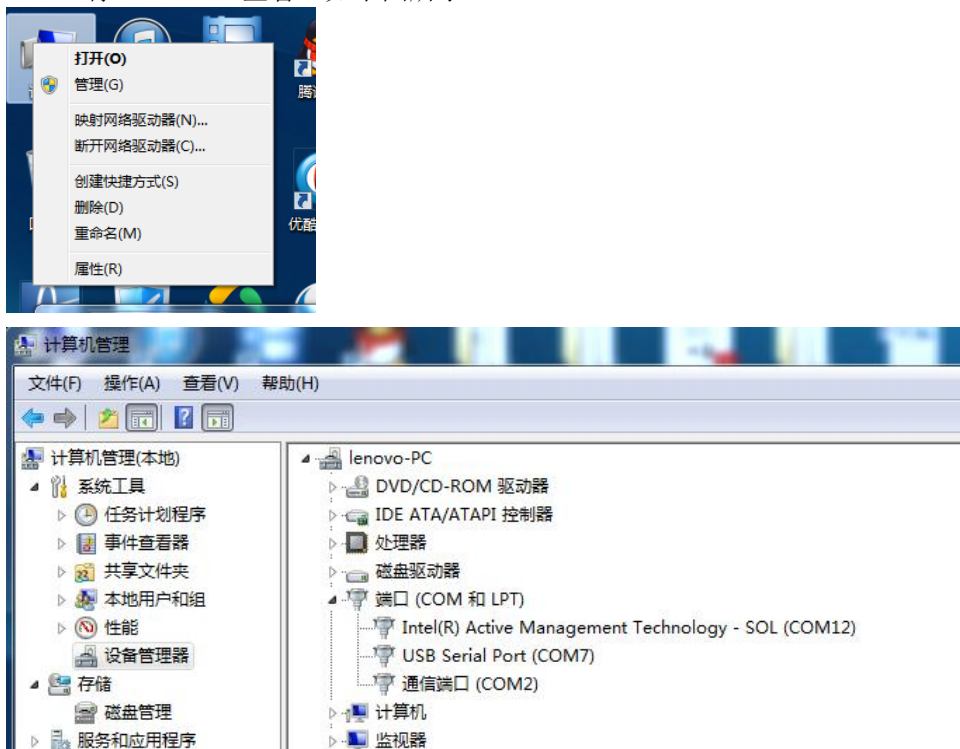 打开(O)
管理(G)
映射网络驱动器(N)...
断开网络驱动器(C)...
创建快捷方式(S)
删除(D)
重命名(M)
属性(R)
优酷
计算机管理
文件(F) 操作(A) 查看(V) 帮助(H)
计算机管理(本地)
系统工具
任务计划程序
事件查看器
共享文件夹
本地用户和组
性能
设备管理器
存储
磁盘管理
服务和应用程序
lenovo-PC
DVD/CD-ROM 驱动器
IDE ATA/ATAPI 控制器
处理器
磁盘驱动器
端口 (COM 和 LPT)
Intel(R) Active Management Technology - SOL (COM12)
USB Serial Port (COM7)
通信端口 (COM2)
计算机
监视器